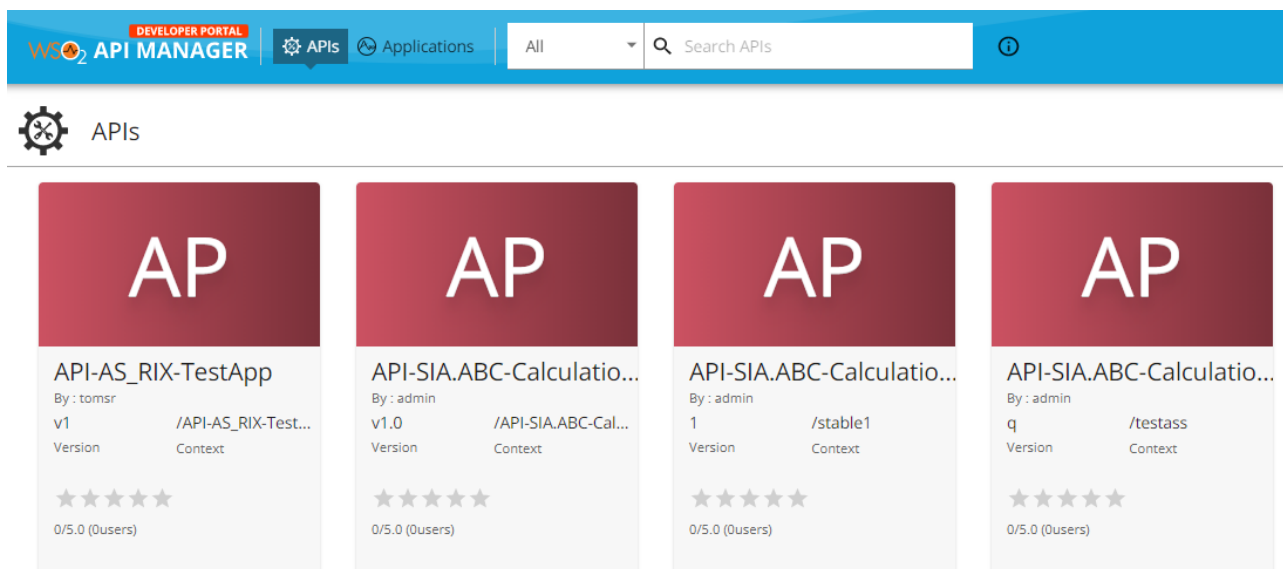 DEVELOPER PORTAL
WSO2 API MANAGER
APIs
Applications
All
Search APIs
APIs
AP
AP
AP
AP
API-AS_RIX-TestApp
By : tomsr
v1 /API-AS_RIX-Test...
Version Context
0/5.0 (0users)
API-SIA.ABC-Calculatio...
By : admin
v1.0 /API-SIA.ABC-Cal...
Version Context
0/5.0 (0users)
API-SIA.ABC-Calculatio...
By : admin
1 /stable1
Version Context
0/5.0 (0users)
API-SIA.ABC-Calculatio...
By : admin
q /testass
Version Context
0/5.0 (0users)